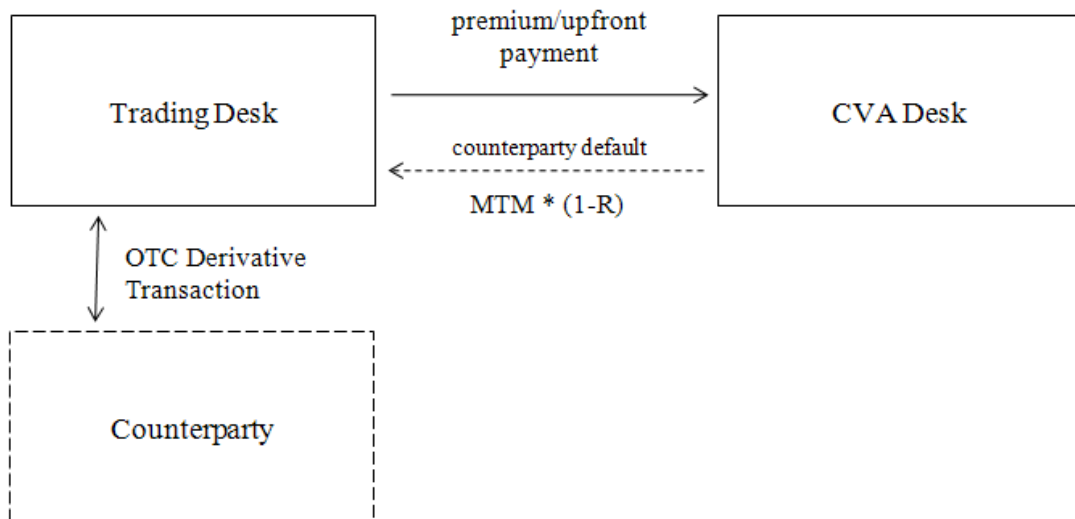 premium/upfront
payment
Trading Desk
CVA Desk
counterparty default
MTM * (1-R)
OTC Derivative
Transaction
Counterparty